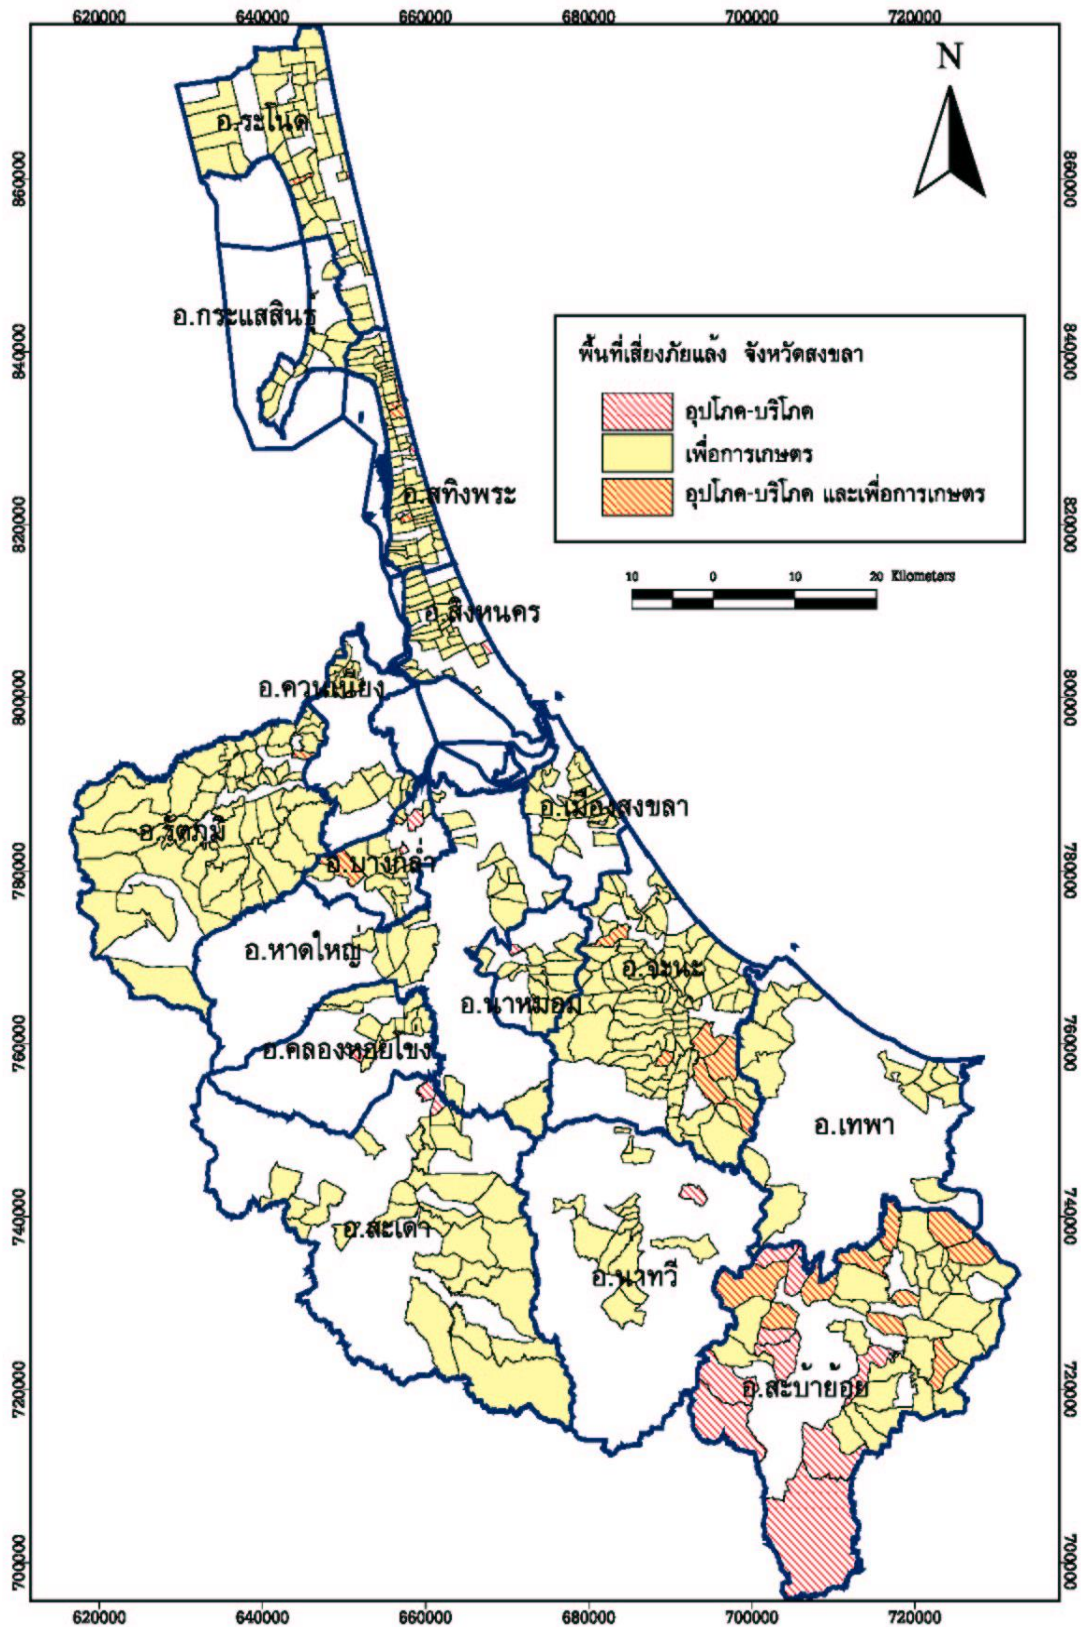 620000 640000 660000 680000 700000 720000
N
860000 860000
840000 840000
820000 820000
800000 800000
780000 780000
760000 760000
740000 740000
720000 720000
700000 700000
อ.ระโนด
อ.กระแสสินธุ์
พื้นที่เสี่ยงภัยแล้ง จังหวัดสงขลา
อุปโภค-บริโภค
เพื่อการเกษตร
อุปโภค-บริโภค และเพื่อการเกษตร
อ.สทิงพระ
10 0 10 20 Kilometers
อ.สิงหนคร
อ.ควนเนียง
อ.เมืองสงขลา
อ.รัตภูมิ
อ.บางกล่ำ
อ.หาดใหญ่
อ.จะนะ
อ.นาหม่อม
อ.คลองหอยโข่ง
อ.เทพา
อ.สะเดา
อ.นาทวี
อ.สะบ้าย้อย
620000 640000 660000 680000 700000 720000